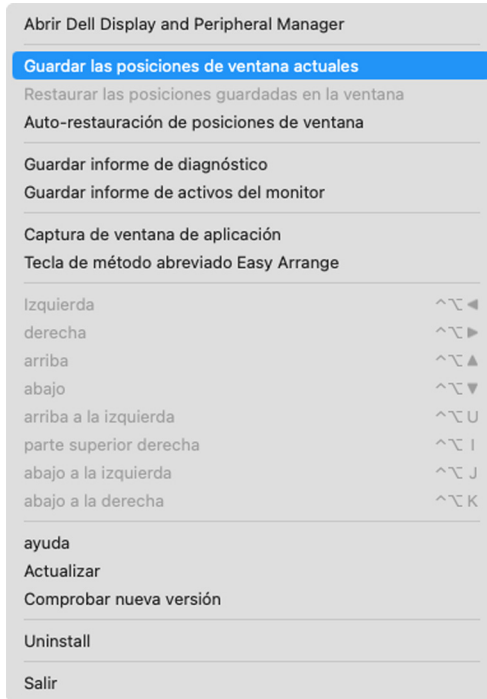 Abrir Dell Display and Peripheral Manager
Guardar las posiciones de ventana actuales
Restaurar las posiciones guardadas en la ventana
Auto-restauración de posiciones de ventana
Guardar informe de diagnóstico
Guardar informe de activos del monitor
Captura de ventana de aplicación
Tecla de método abreviado Easy Arrange
Izquierda ^⌥◀
derecha ^⌥▶
arriba ^⌥▲
abajo ^⌥▼
arriba a la izquierda ^⌥U
parte superior derecha ^⌥I
abajo a la izquierda ^⌥J
abajo a la derecha ^⌥K
ayuda
Actualizar
Comprobar nueva versión
Uninstall
Salir